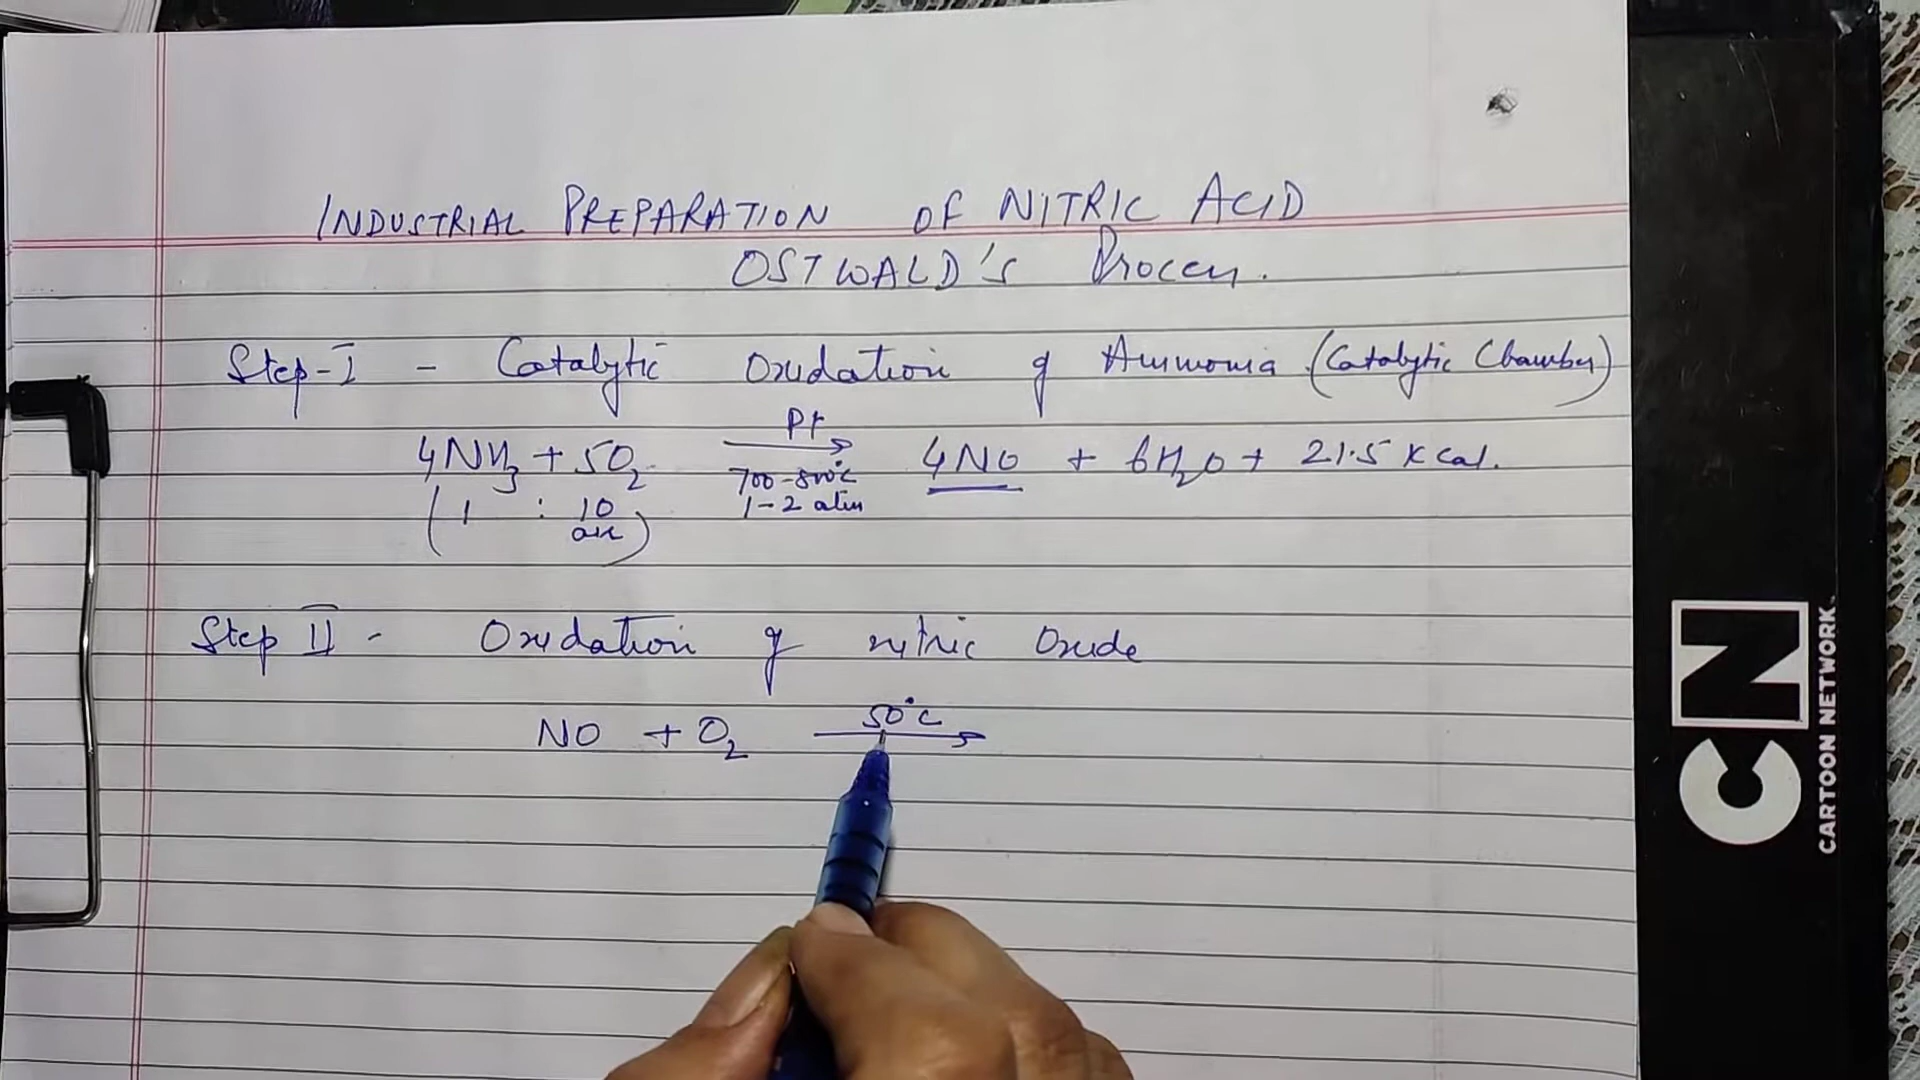 INDUSTRIAL PREPARATION OF NITRIC ACID
OSTWALD'S Process.
Step-I - Catalytic Oxidation of Ammonia (Catalytic Chamber)
4NH3 + 5O2 Pt 700-800°C 1-2 atm 4NO + 6H2O + 21.5 KCal.
(1 : 10 air)
Step II - Oxidation of nitric Oxide
NO + O2 50°C
CN
CARTOON NETWORK